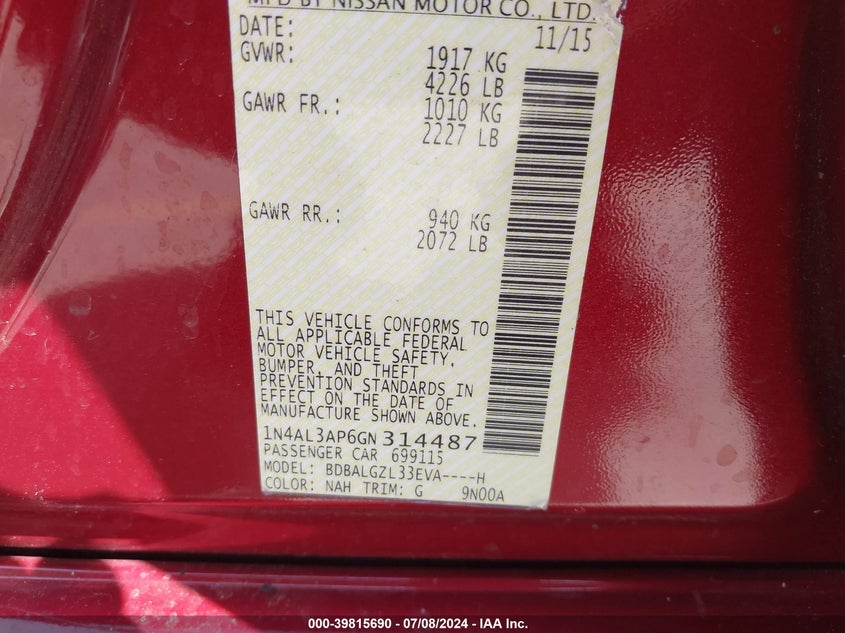 MFD BY NISSAN MOTOR CO., LTD.
DATE: 11/15
GVWR: 1917 KG
4226 LB
GAWR FR.: 1010 KG
2227 LB
GAWR RR.: 940 KG
2072 LB
THIS VEHICLE CONFORMS TO
ALL APPLICABLE FEDERAL
MOTOR VEHICLE SAFETY,
BUMPER, AND THEFT
PREVENTION STANDARDS IN
EFFECT ON THE DATE OF
MANUFACTURE SHOWN ABOVE.
1N4AL3AP6GN314487
PASSENGER CAR 699115
MODEL: BDBALGZL33EVA----H
COLOR: NAH TRIM: G 9N00A
000-39815690 - 07/08/2024 - IAA Inc.